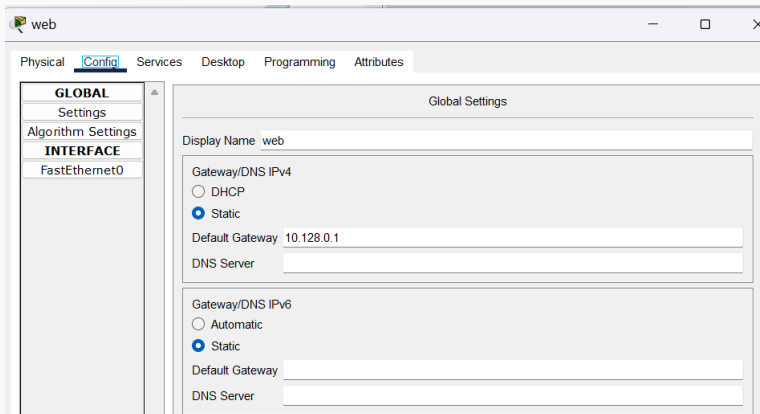 web
Physical Config Services Desktop Programming Attributes
GLOBAL
Settings
Algorithm Settings
INTERFACE
FastEthernet0
Global Settings
Display Name web
Gateway/DNS IPv4
DHCP
Static
Default Gateway 10.128.0.1
DNS Server
Gateway/DNS IPv6
Automatic
Static
Default Gateway
DNS Server